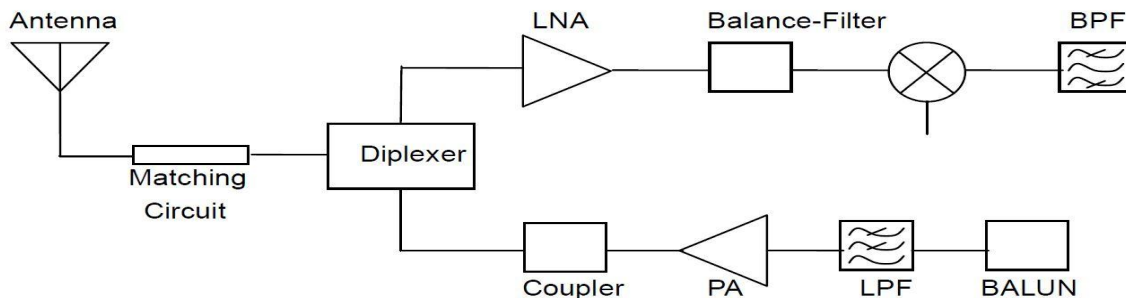 Antenna
LNA
Balance-Filter
BPF
Diplexer
Matching
Circuit
Coupler
PA
LPF
BALUN